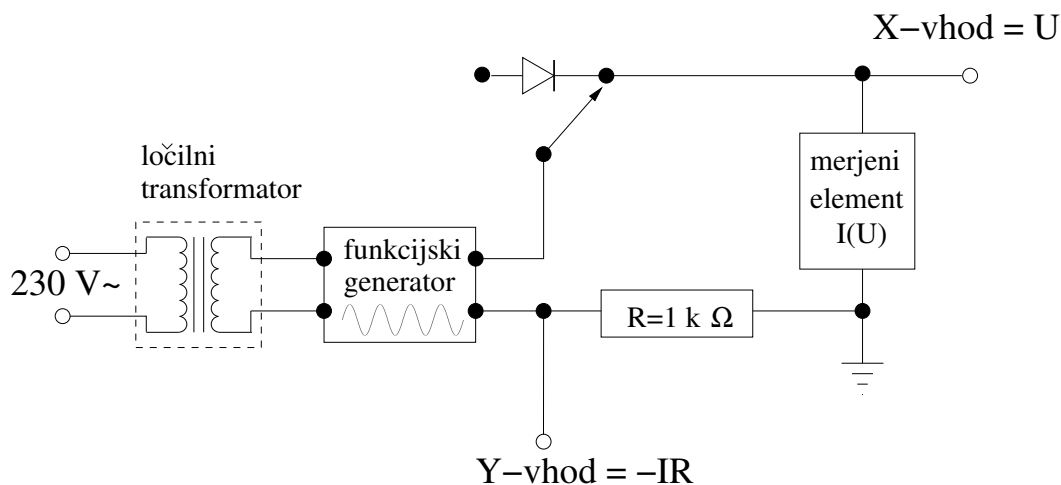 X−vhod = U
ločilni
transformator
merjeni
element
I(U)
funkcijski
generator
230 V~
R=1 k Ω
Y−vhod = −IR